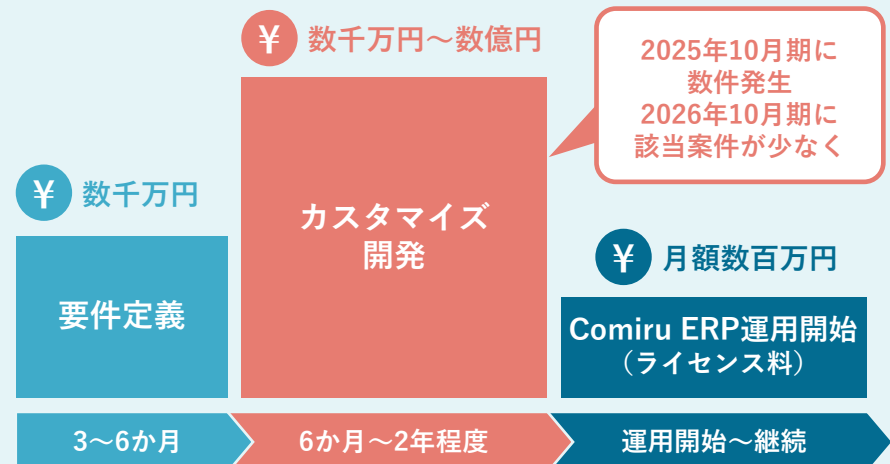 ¥ 数千万円～数億円
2025年10月期に
数件発生
2026年10月期に
該当案件が少なく
¥ 数千万円
カスタマイズ
開発
¥ 月額数百万円
要件定義
Comiru ERP運用開始
（ライセンス料）
3～6か月
6か月～2年程度
運用開始～継続